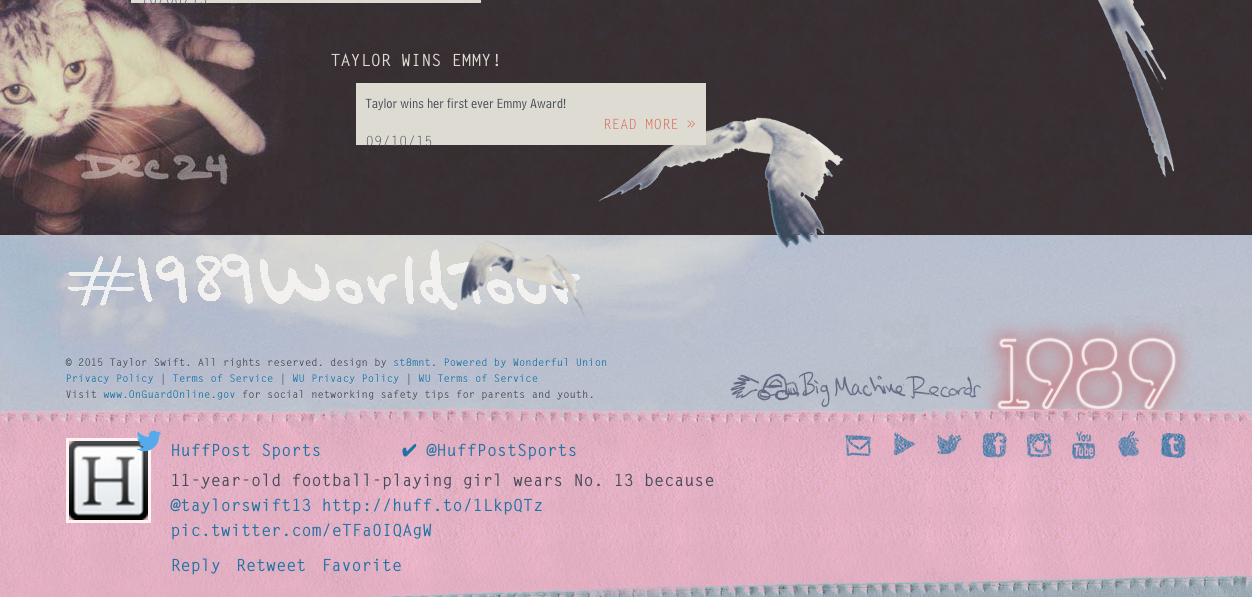 TAYLOR WINS EMMY!
Taylor wins her first ever Emmy Award!
READ MORE »
09/10/15
Dec 24
#1989WorldTour
© 2015 Taylor Swift. All rights reserved. design by st8mnt. Powered by Wonderful Union
Privacy Policy | Terms of Service | WU Privacy Policy | WU Terms of Service
Visit www.OnGuardOnline.gov for social networking safety tips for parents and youth.
Big Machine Records
1989
HuffPost Sports ✔ @HuffPostSports
11-year-old football-playing girl wears No. 13 because
@taylorswift13 http://huff.to/1LkpQTz
pic.twitter.com/eTFaOIQAgW
Reply Retweet Favorite
H
You
Tube